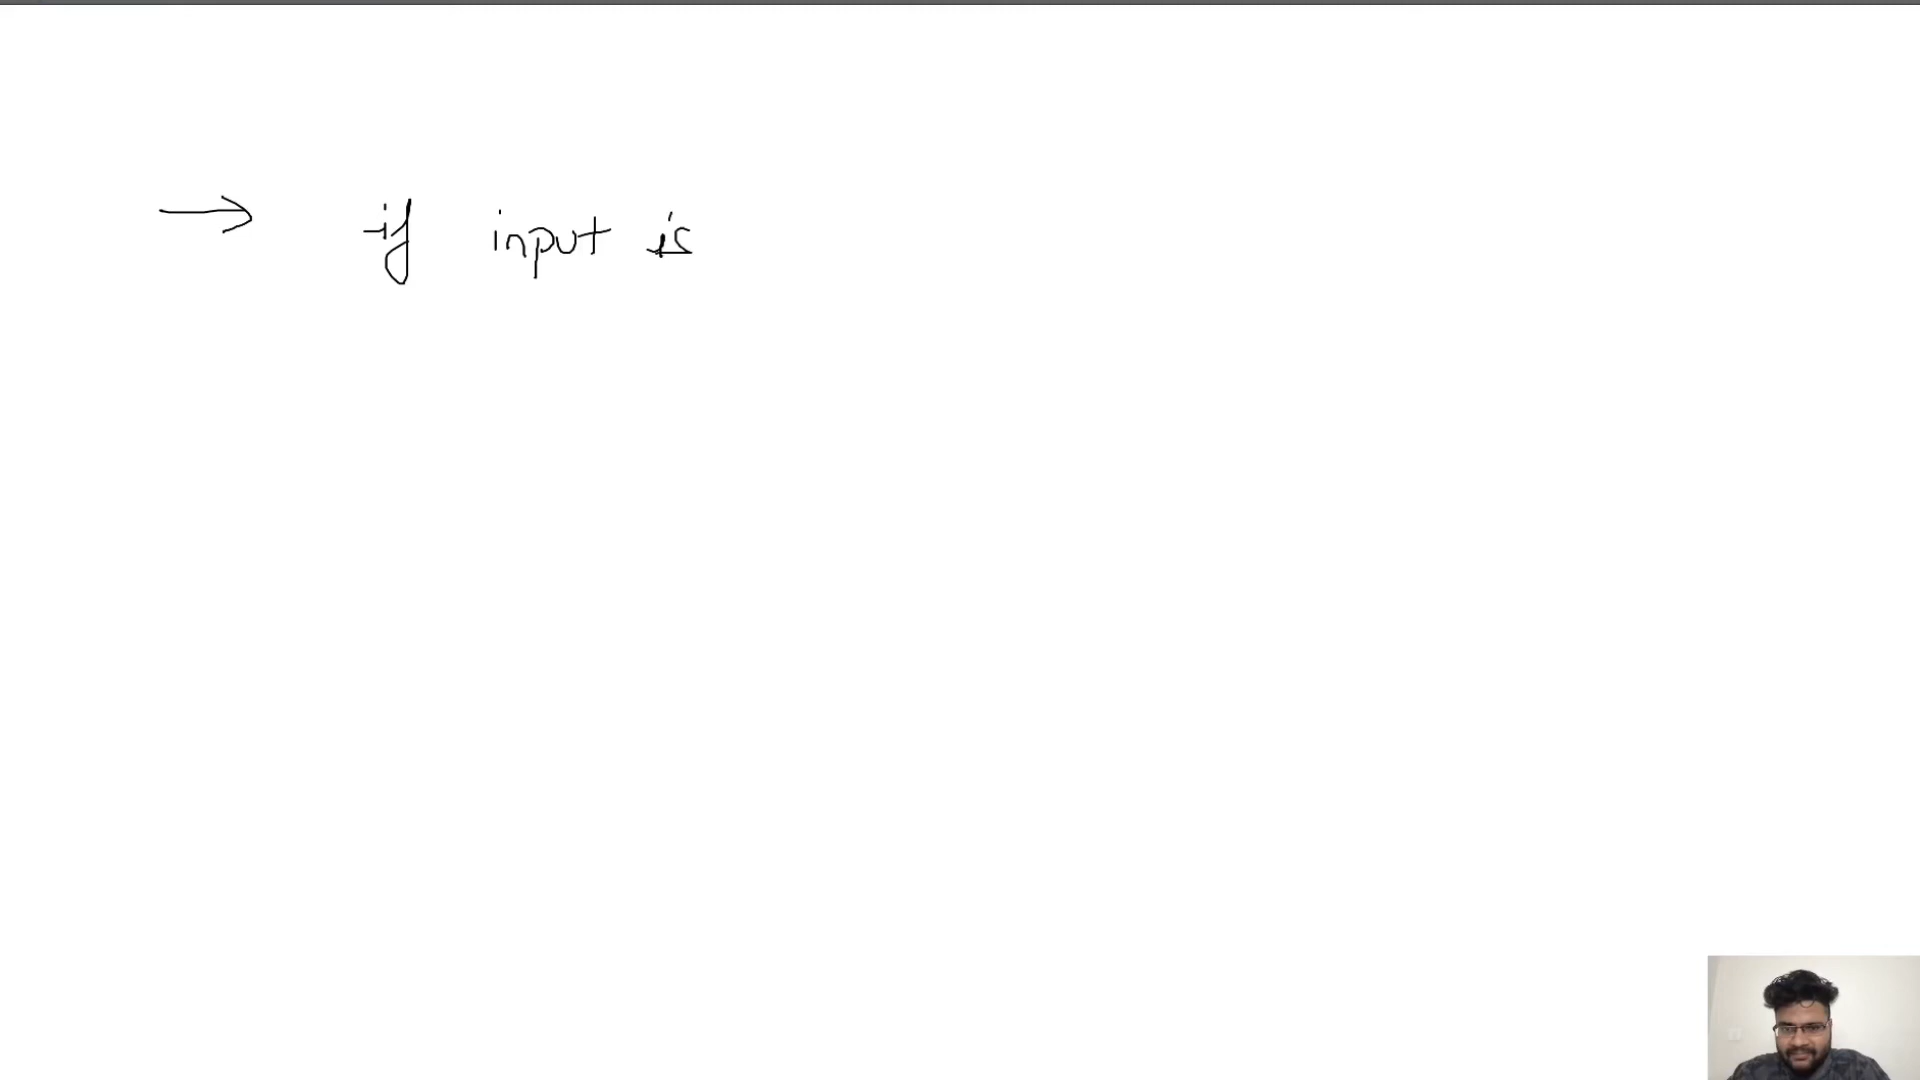 → if input is